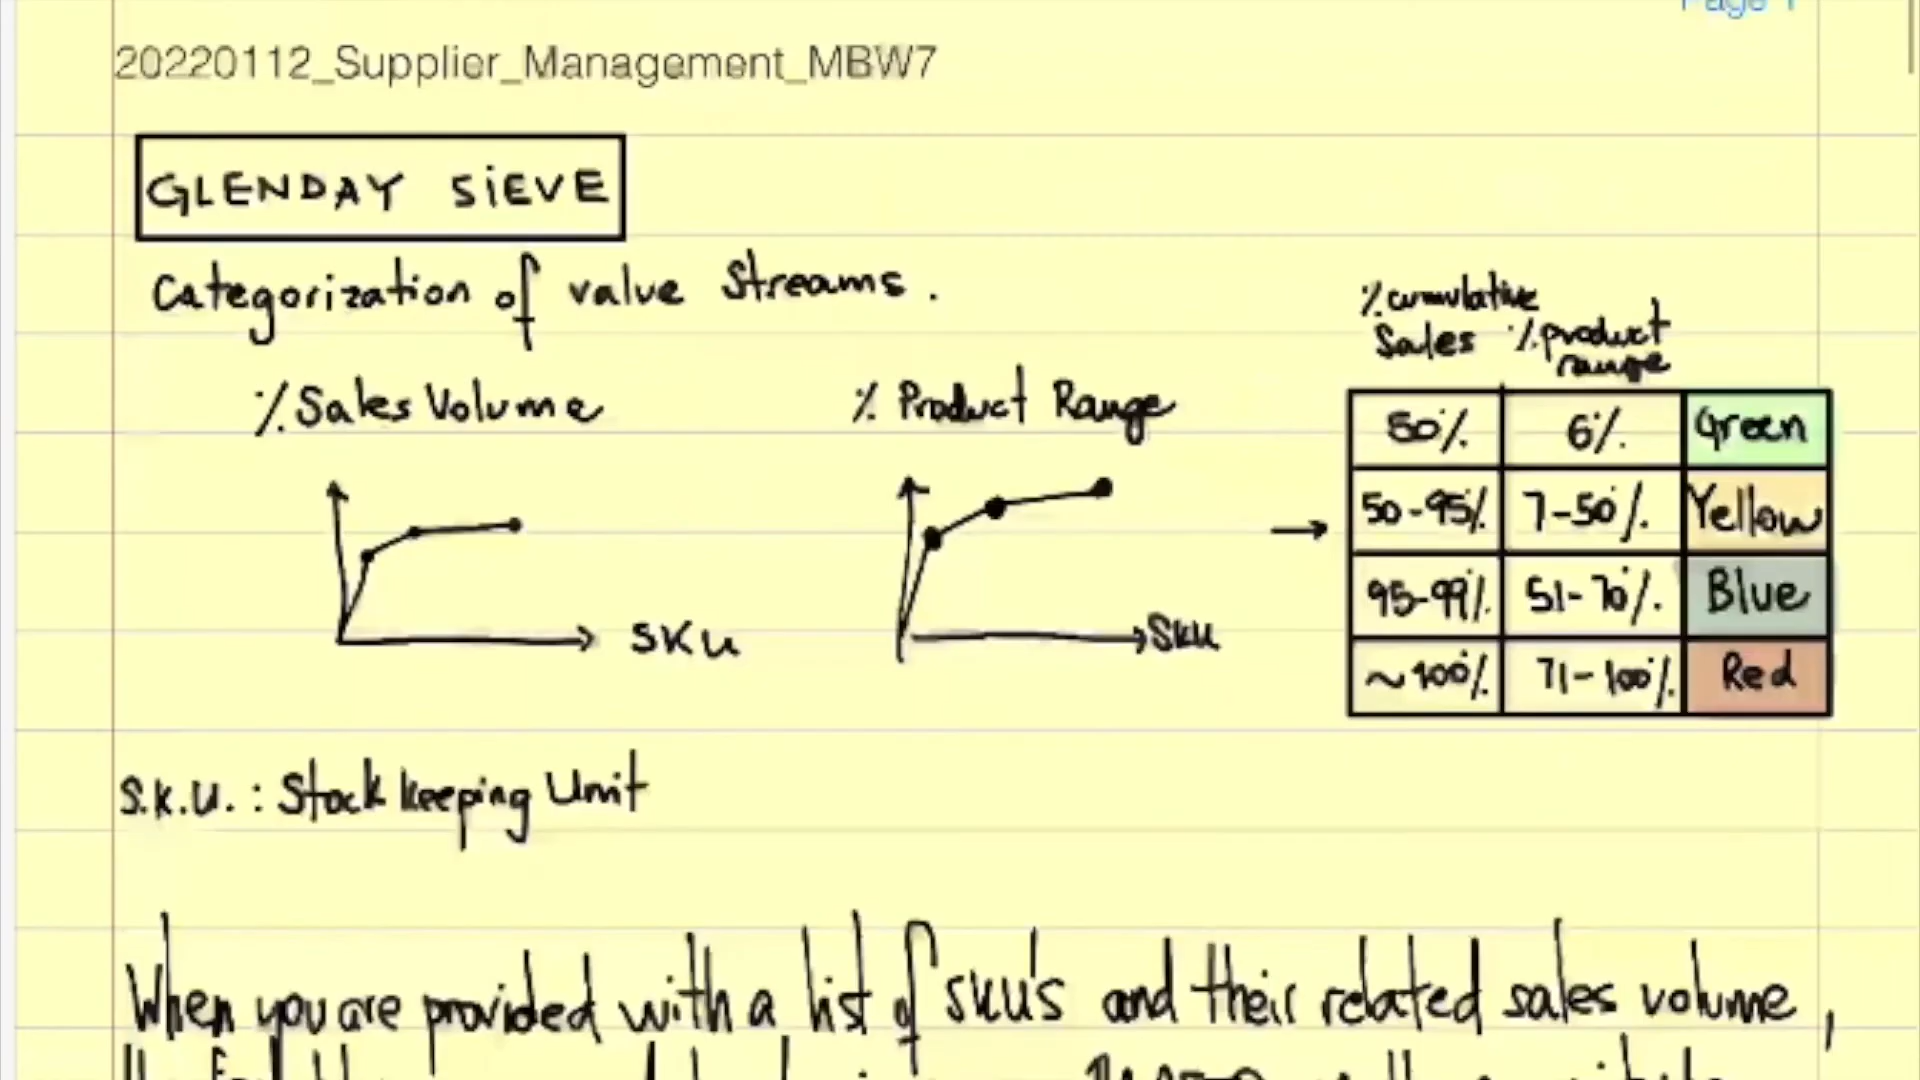 Page 1
20220112_Supplier_Management_MBW7
GLENDAY SiEVE
Categorization of value Streams.
% Sales Volume
% Product Range
SKU
SKU
% cumulative
Sales % product
range
50% 6% Green
50-95% 7-50% Yellow
95-99% 51-70% Blue
~100% 71-100% Red
S.K.U. : Stock keeping Unit
When you are provided with a list of SKU's and their related sales volume,